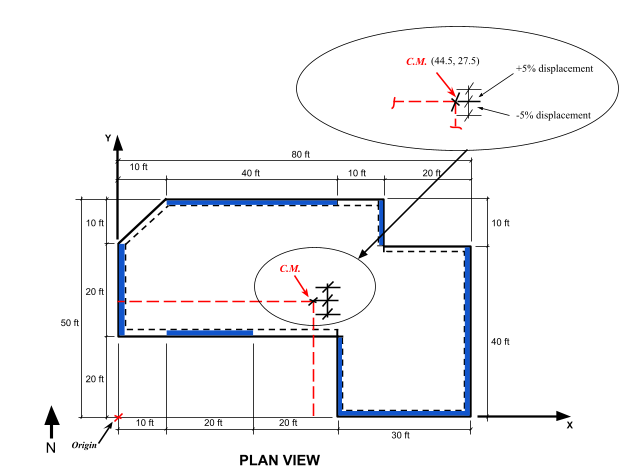 C.M. (44.5, 27.5)
+5% displacement
-5% displacement
Y
80 ft
10 ft
40 ft
10 ft
20 ft
10 ft
10 ft
C.M.
20 ft
50 ft
40 ft
20 ft
10 ft
20 ft
20 ft
X
30 ft
Origin
N
PLAN VIEW